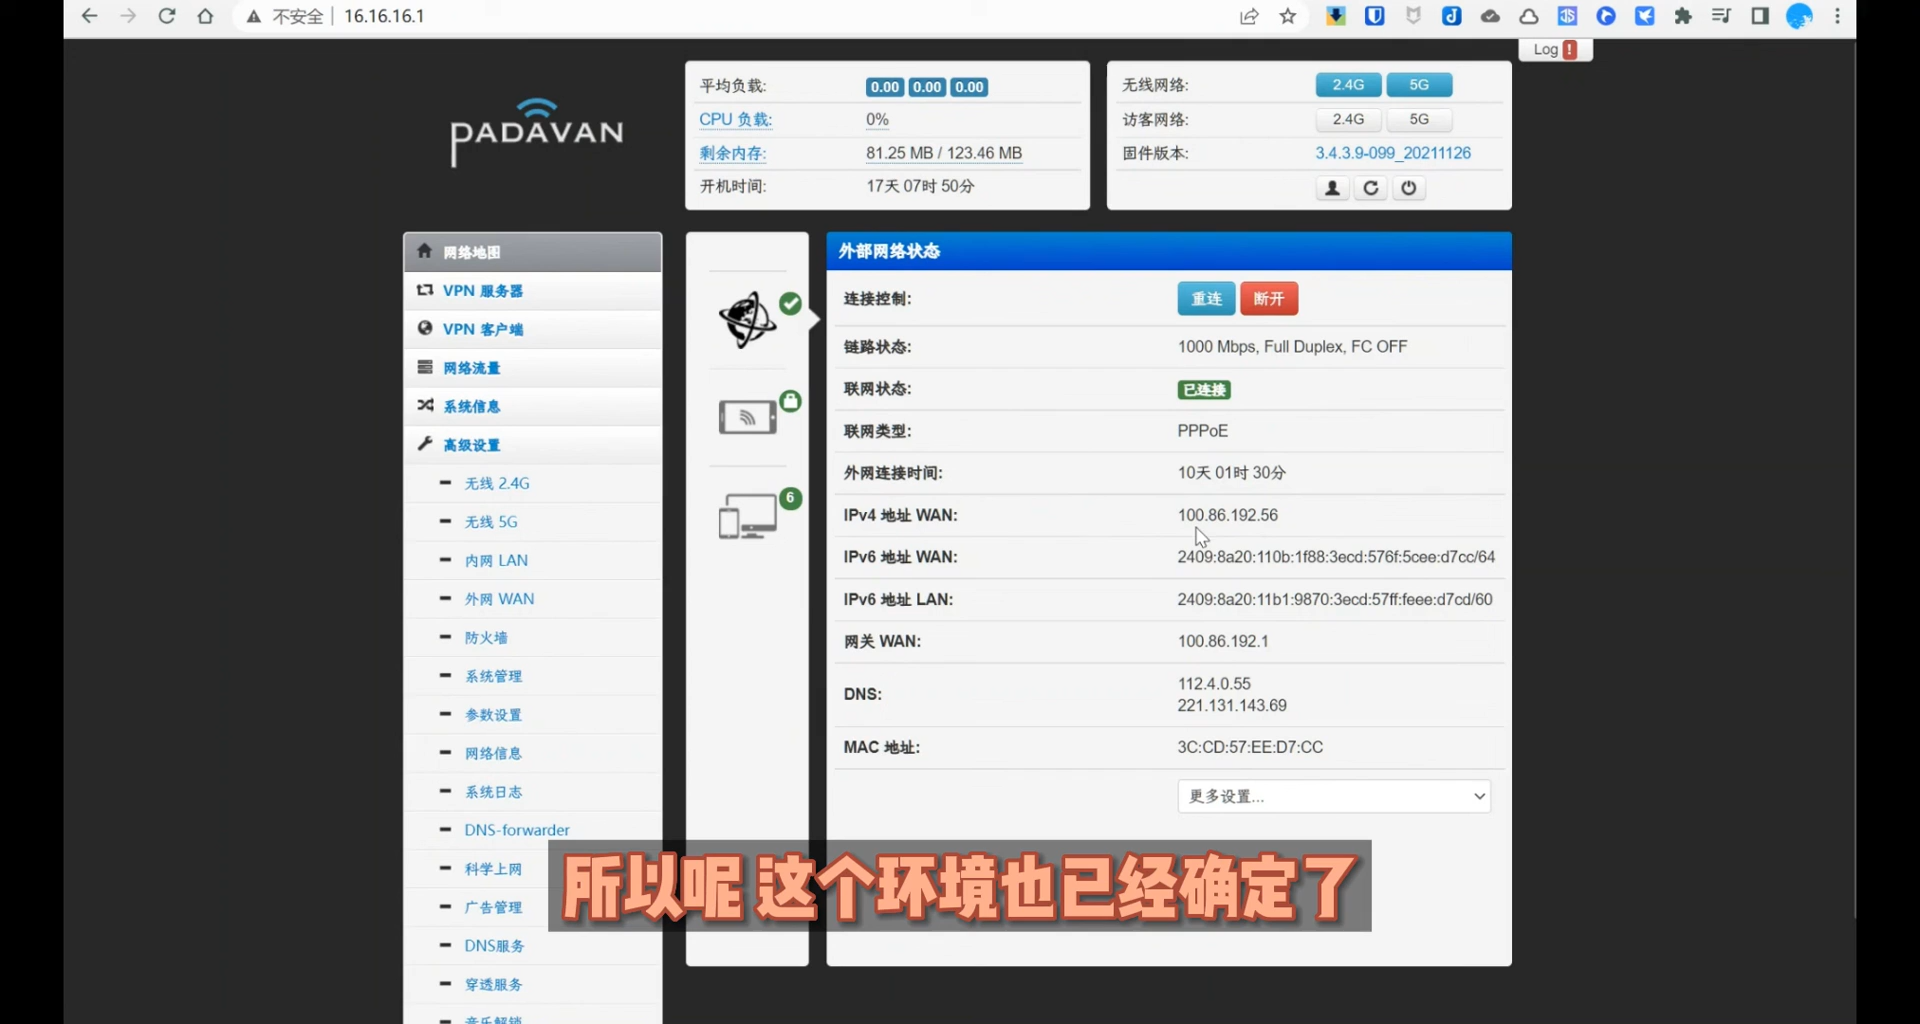 不安全
16.16.16.1
Log !
PADAVAN
平均负载: 0.00 0.00 0.00
CPU 负载: 0%
剩余内存: 81.25 MB / 123.46 MB
开机时间: 17天 07时 50分
无线网络: 2.4G 5G
访客网络: 2.4G 5G
固件版本: 3.4.3.9-099_20211126
网络地图
VPN 服务器
VPN 客户端
网络流量
系统信息
高级设置
无线 2.4G
无线 5G
内网 LAN
外网 WAN
防火墙
系统管理
参数设置
网络信息
系统日志
DNS-forwarder
科学上网
广告管理
DNS服务
穿透服务
音乐解锁
6
外部网络状态
连接控制: 重连 断开
链路状态: 1000 Mbps, Full Duplex, FC OFF
联网状态: 已连接
联网类型: PPPoE
外网连接时间: 10天 01时 30分
IPv4 地址 WAN: 100.86.192.56
IPv6 地址 WAN: 2409:8a20:110b:1f88:3ecd:576f:5cee:d7cc/64
IPv6 地址 LAN: 2409:8a20:11b1:9870:3ecd:57ff:feee:d7cd/60
网关 WAN: 100.86.192.1
DNS: 112.4.0.55
221.131.143.69
MAC 地址: 3C:CD:57:EE:D7:CC
更多设置...
所以呢 这个环境也已经确定了